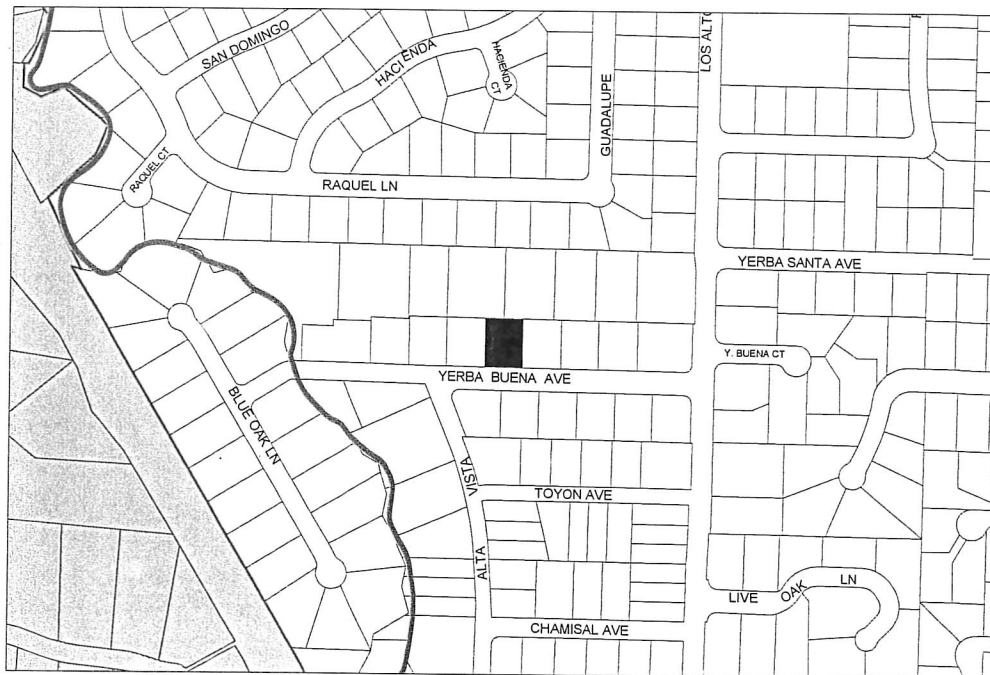 SAN DOMINGO
HACIENDA
HACIENDA
CT
GUADALUPE
LOS ALTO
RAQUEL CT
RAQUEL LN
YERBA SANTA AVE
Y. BUENA CT
YERBA BUENA AVE
BLUE OAK LN
VISTA
ALTA
TOYON AVE
LIVE OAK LN
CHAMISAL AVE